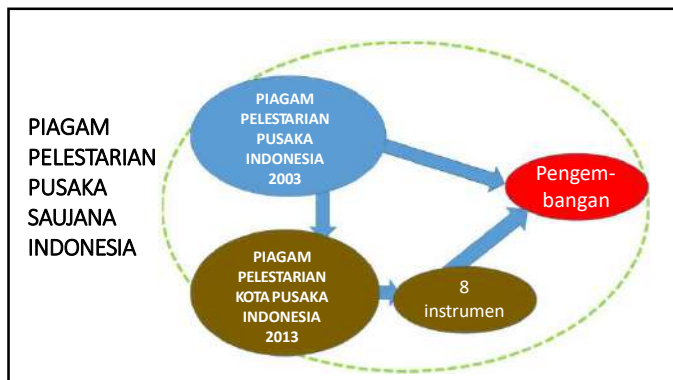 PIAGAM
PELESTARIAN
PUSAKA
SAUJANA
INDONESIA
PIAGAM
PELESTARIAN
PUSAKA
INDONESIA
2003
Pengem-
bangan
PIAGAM
PELESTARIAN
KOTA PUSAKA
INDONESIA
2013
8
instrumen